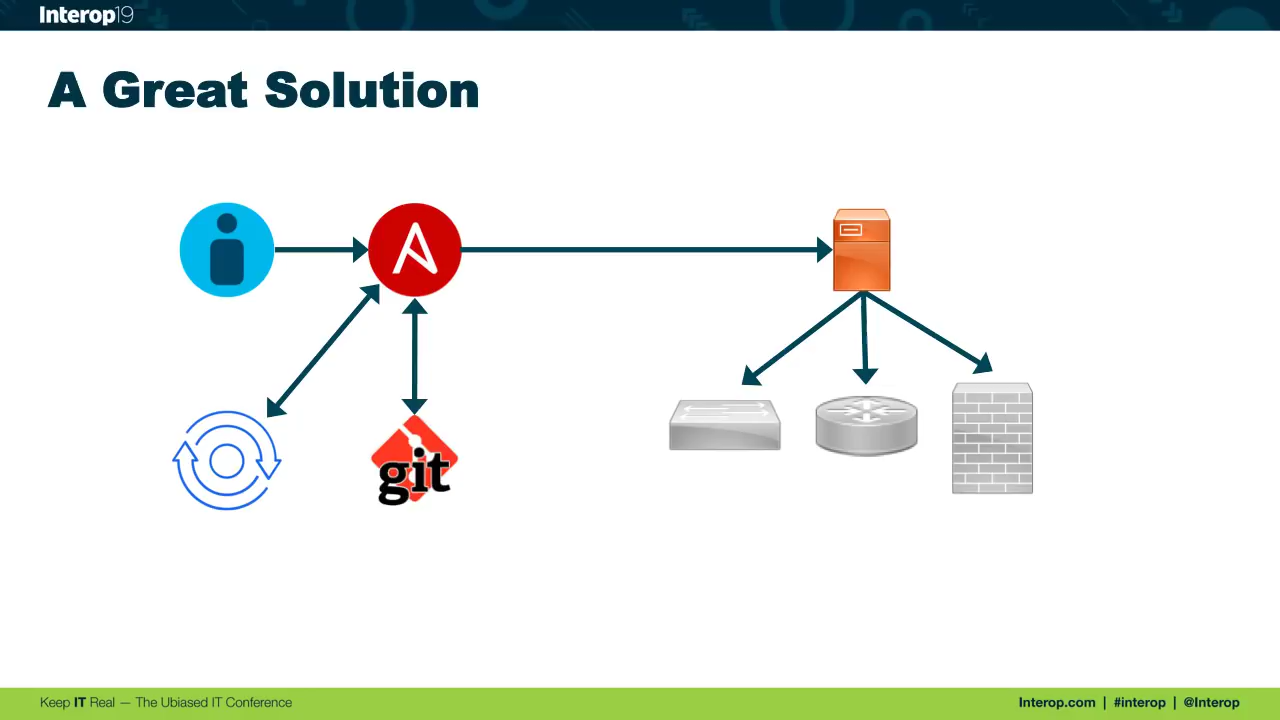 Interop19
A Great Solution
git
Keep IT Real — The Ubiased IT Conference
Interop.com | #interop | @Interop